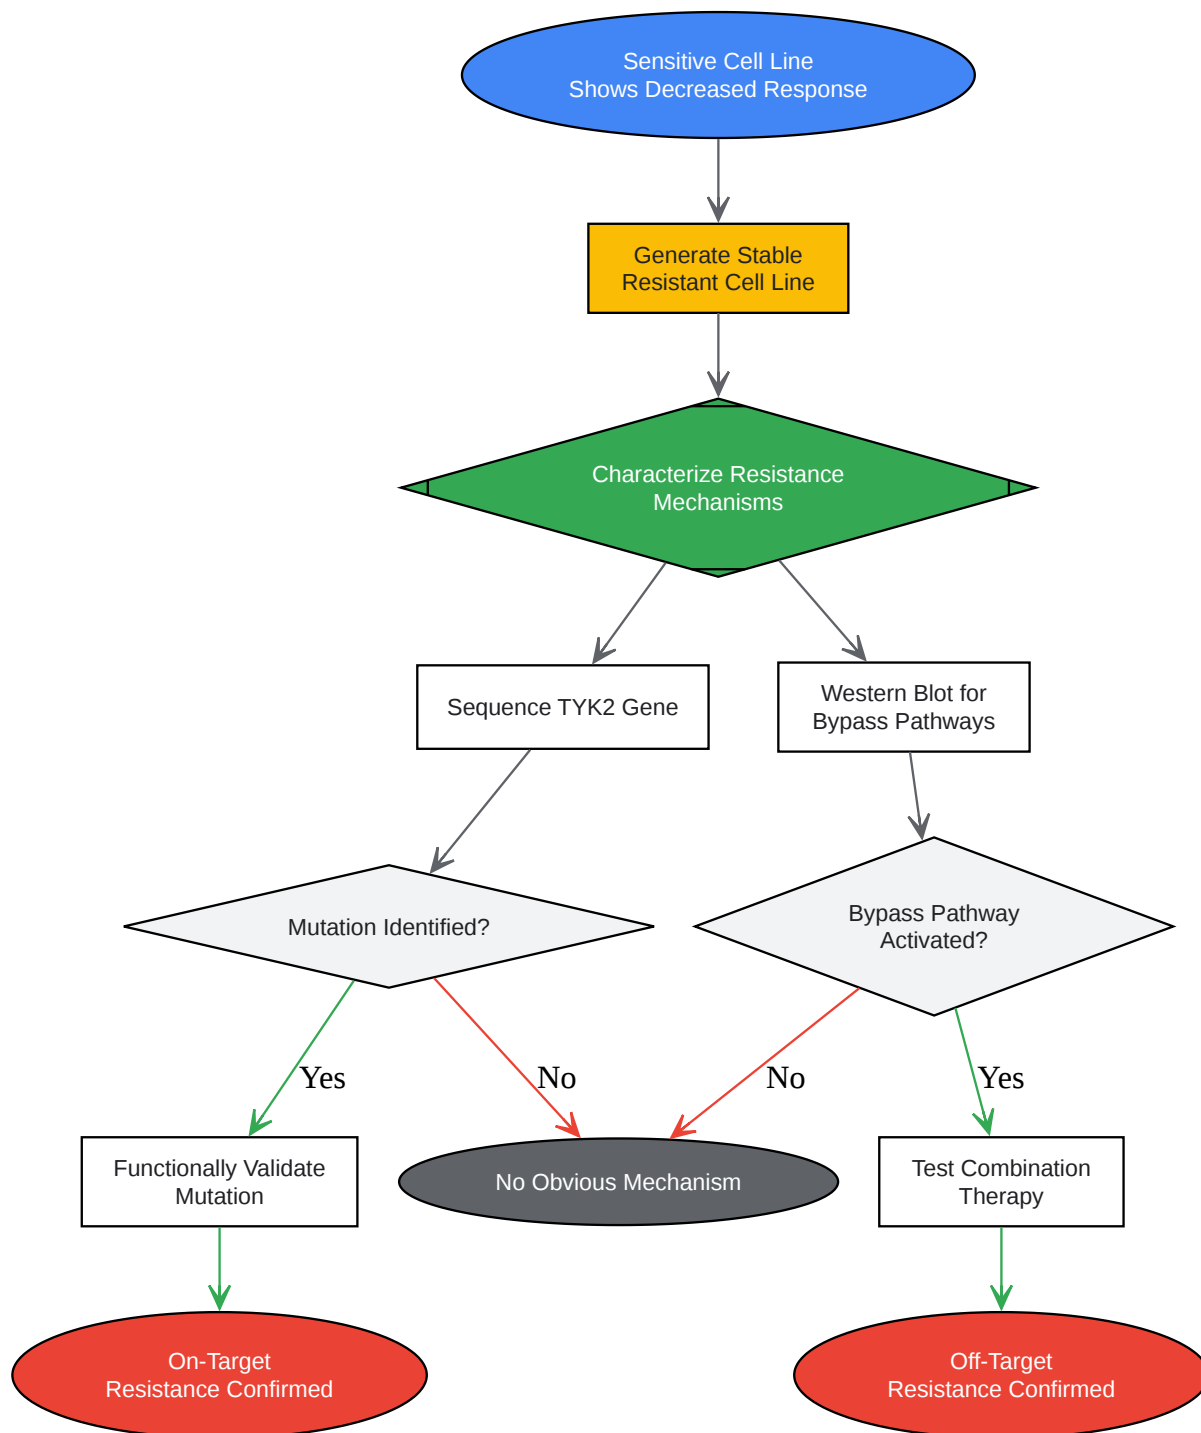 Sensitive Cell Line
Shows Decreased Response
Generate Stable
Resistant Cell Line
Characterize Resistance
Mechanisms
Sequence TYK2 Gene
Western Blot for
Bypass Pathways
Mutation Identified?
Bypass Pathway
Activated?
Yes
No
No
Yes
Functionally Validate
Mutation
No Obvious Mechanism
Test Combination
Therapy
On-Target
Resistance Confirmed
Off-Target
Resistance Confirmed